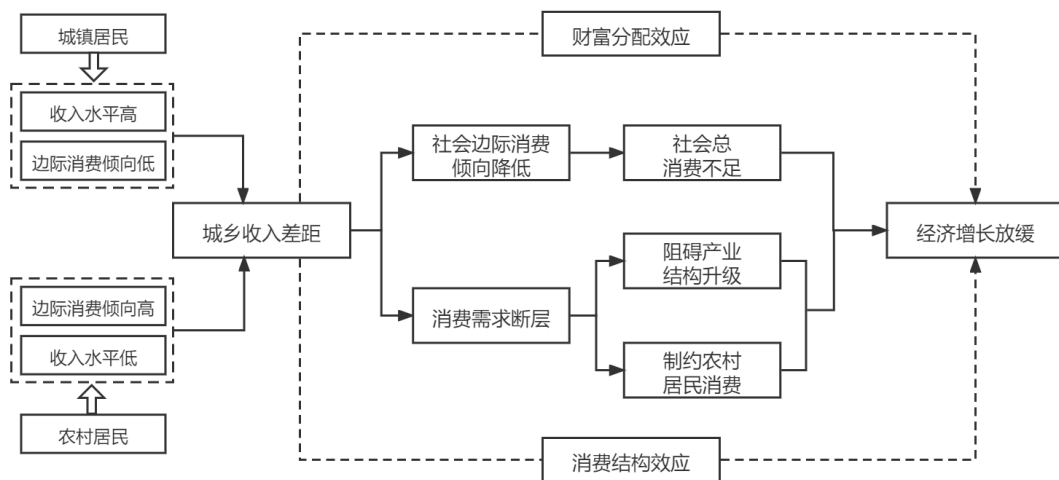 城镇居民
收入水平高
边际消费倾向低
边际消费倾向高
收入水平低
农村居民
城乡收入差距
财富分配效应
社会边际消费
倾向降低
社会总
消费不足
消费需求断层
阻碍产业
结构升级
制约农村
居民消费
消费结构效应
经济增长放缓